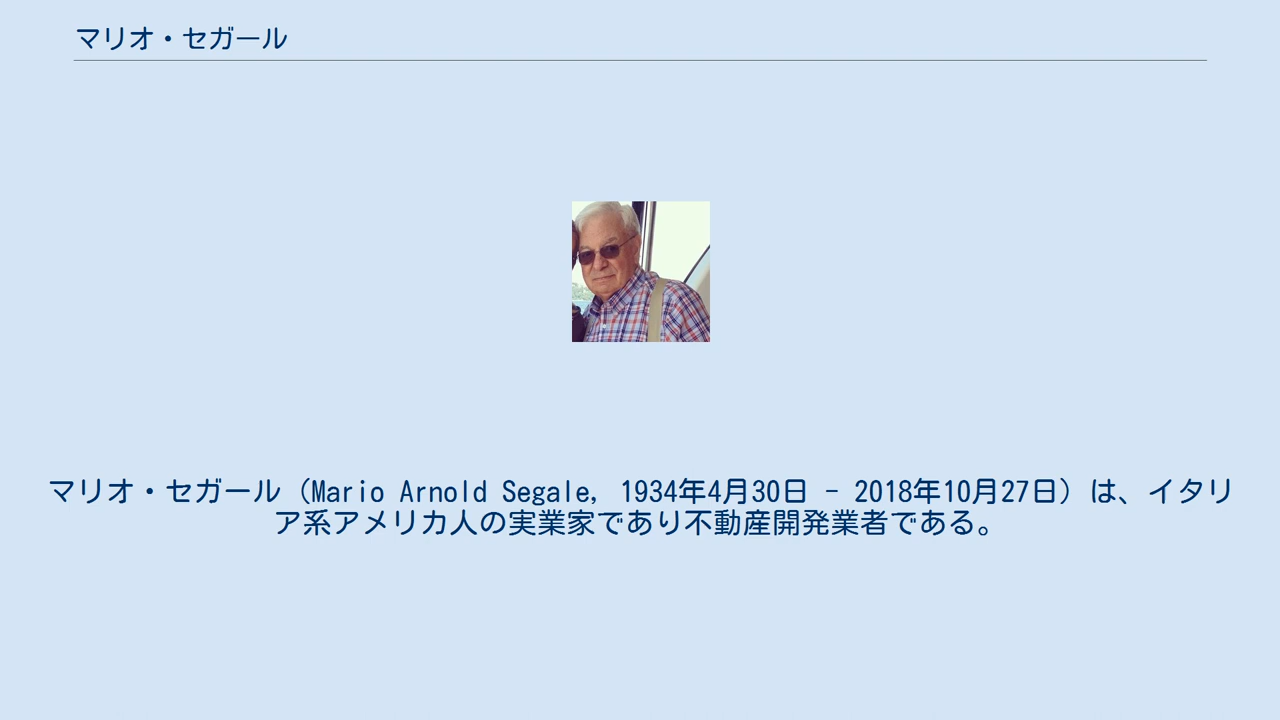 マリオ・セガール
マリオ・セガール（Mario Arnold Segale, 1934年4月30日 - 2018年10月27日）は、イタリ
ア系アメリカ人の実業家であり不動産開発業者である。